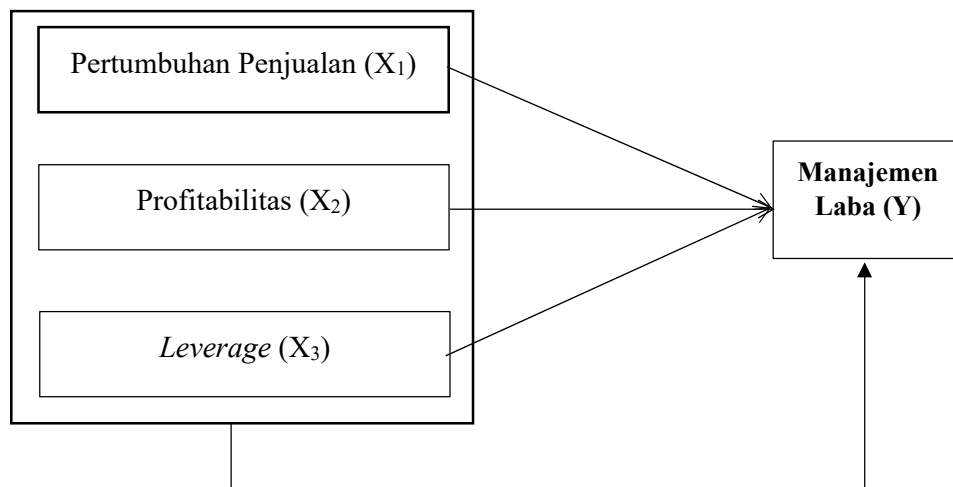 Pertumbuhan Penjualan (X₁)
Profitabilitas (X₂)
Manajemen
Laba (Y)
Leverage (X₃)